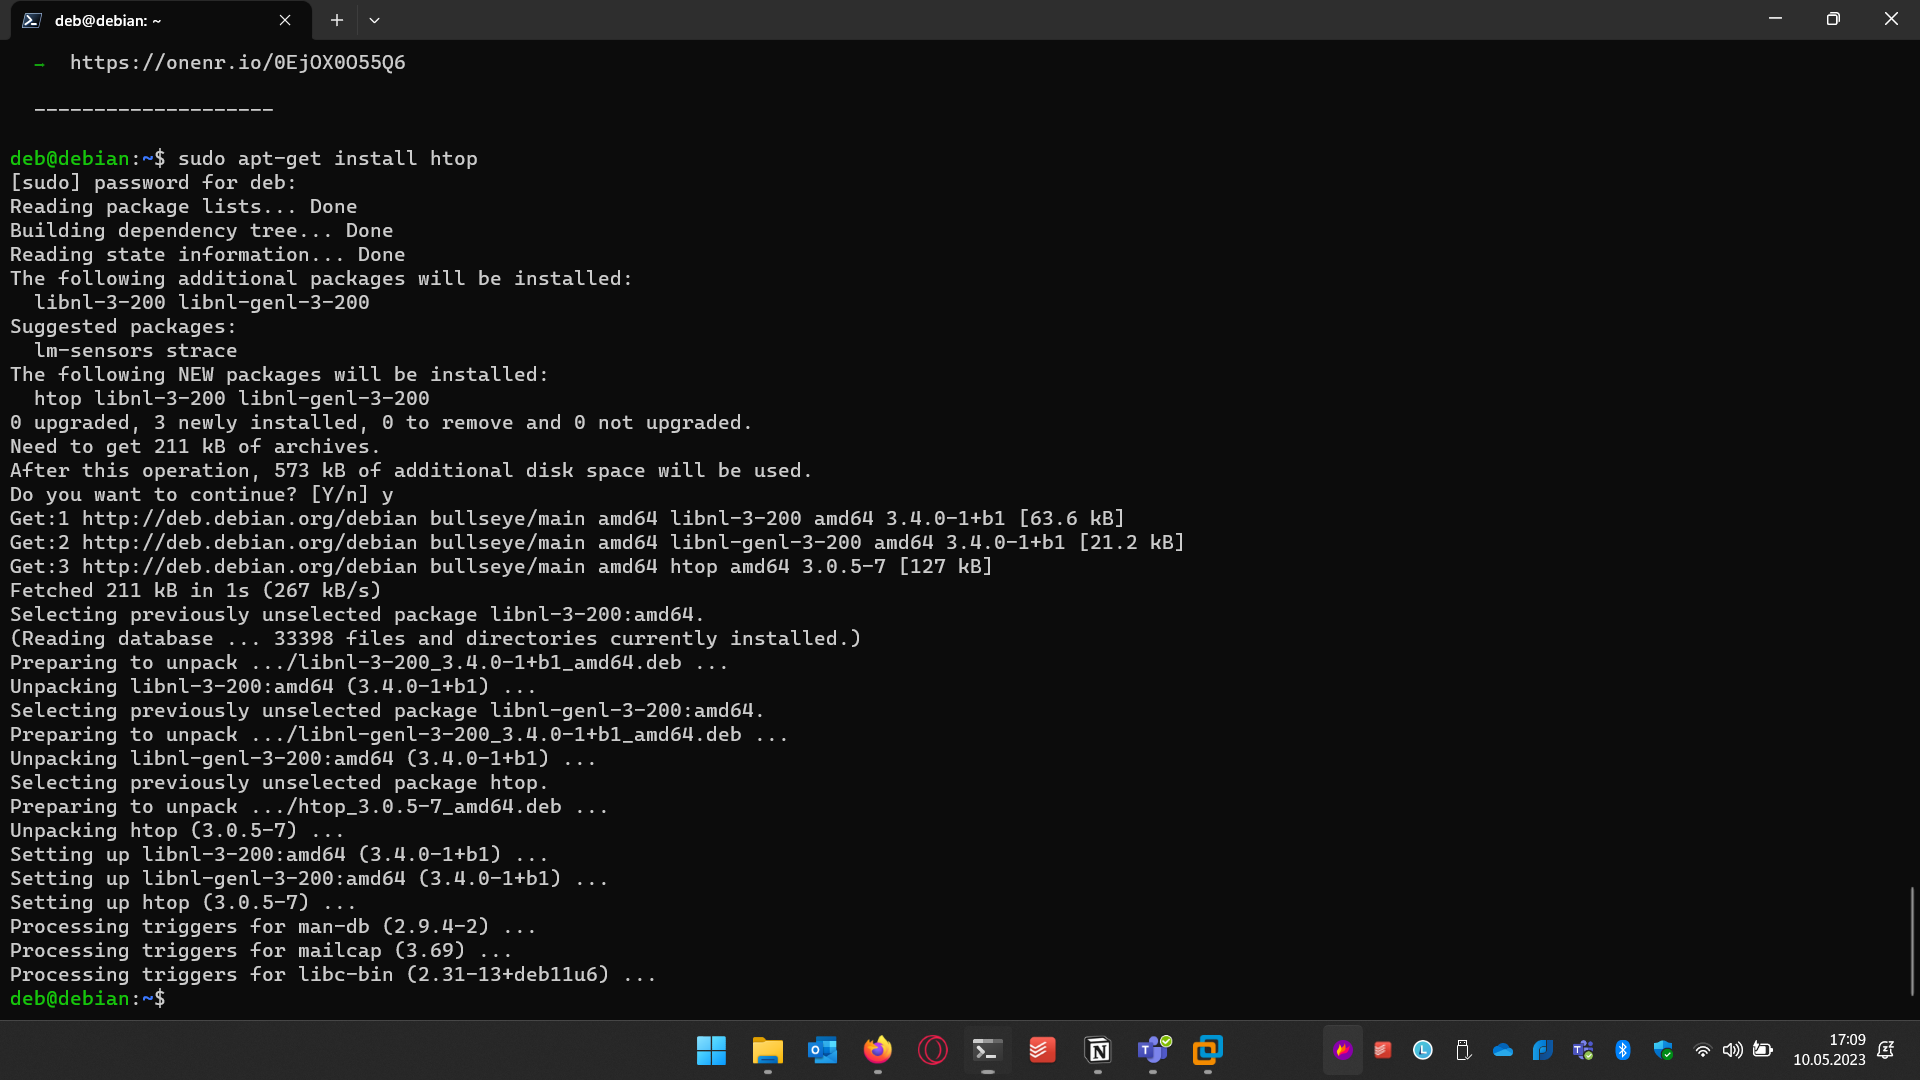 deb@debian: ~
→ https://onenr.io/0EjOX0O55Q6
--------------------
deb@debian:~$ sudo apt-get install htop
[sudo] password for deb:
Reading package lists... Done
Building dependency tree... Done
Reading state information... Done
The following additional packages will be installed:
  libnl-3-200 libnl-genl-3-200
Suggested packages:
  lm-sensors strace
The following NEW packages will be installed:
  htop libnl-3-200 libnl-genl-3-200
0 upgraded, 3 newly installed, 0 to remove and 0 not upgraded.
Need to get 211 kB of archives.
After this operation, 573 kB of additional disk space will be used.
Do you want to continue? [Y/n] y
Get:1 http://deb.debian.org/debian bullseye/main amd64 libnl-3-200 amd64 3.4.0-1+b1 [63.6 kB]
Get:2 http://deb.debian.org/debian bullseye/main amd64 libnl-genl-3-200 amd64 3.4.0-1+b1 [21.2 kB]
Get:3 http://deb.debian.org/debian bullseye/main amd64 htop amd64 3.0.5-7 [127 kB]
Fetched 211 kB in 1s (267 kB/s)
Selecting previously unselected package libnl-3-200:amd64.
(Reading database ... 33398 files and directories currently installed.)
Preparing to unpack .../libnl-3-200_3.4.0-1+b1_amd64.deb ...
Unpacking libnl-3-200:amd64 (3.4.0-1+b1) ...
Selecting previously unselected package libnl-genl-3-200:amd64.
Preparing to unpack .../libnl-genl-3-200_3.4.0-1+b1_amd64.deb ...
Unpacking libnl-genl-3-200:amd64 (3.4.0-1+b1) ...
Selecting previously unselected package htop.
Preparing to unpack .../htop_3.0.5-7_amd64.deb ...
Unpacking htop (3.0.5-7) ...
Setting up libnl-3-200:amd64 (3.4.0-1+b1) ...
Setting up libnl-genl-3-200:amd64 (3.4.0-1+b1) ...
Setting up htop (3.0.5-7) ...
Processing triggers for man-db (2.9.4-2) ...
Processing triggers for mailcap (3.69) ...
Processing triggers for libc-bin (2.31-13+deb11u6) ...
deb@debian:~$
17:09
10.05.2023